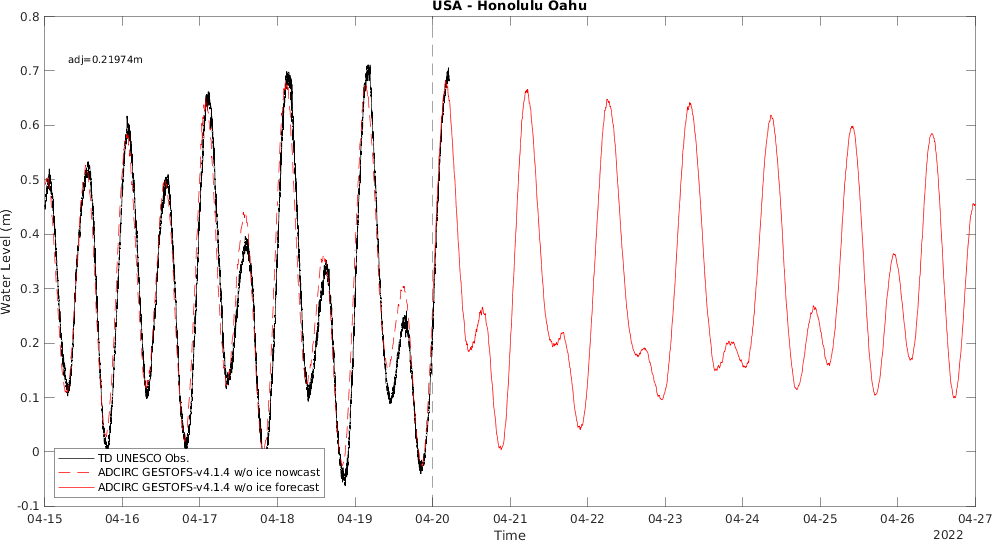 USA - Honolulu Oahu
0.8
0.7
0.6
0.5
0.4
0.3
0.2
0.1
0
-0.1
Water Level (m)
adj=0.21974m
TD UNESCO Obs.
ADCIRC GESTOFS-v4.1.4 w/o ice nowcast
ADCIRC GESTOFS-v4.1.4 w/o ice forecast
04-15 04-16 04-17 04-18 04-19 04-20 04-21 04-22 04-23 04-24 04-25 04-26 04-27
Time
2022